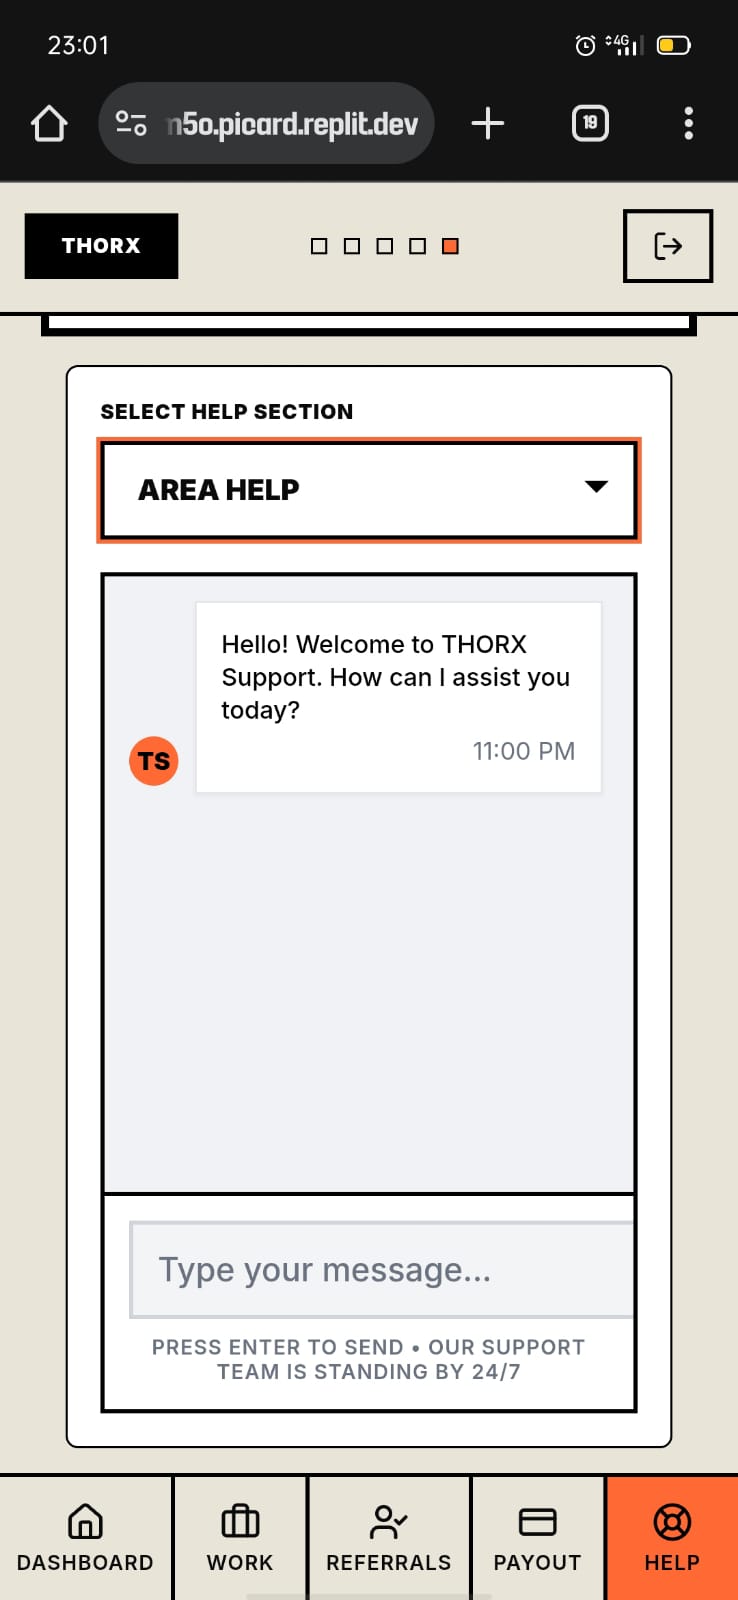 23:01
4G
n5o.picard.replit.dev
19
THORX
SELECT HELP SECTION
AREA HELP
Hello! Welcome to THORX
Support. How can I assist you
today?
11:00 PM
TS
Type your message...
PRESS ENTER TO SEND • OUR SUPPORT
TEAM IS STANDING BY 24/7
DASHBOARD
WORK
REFERRALS
PAYOUT
HELP